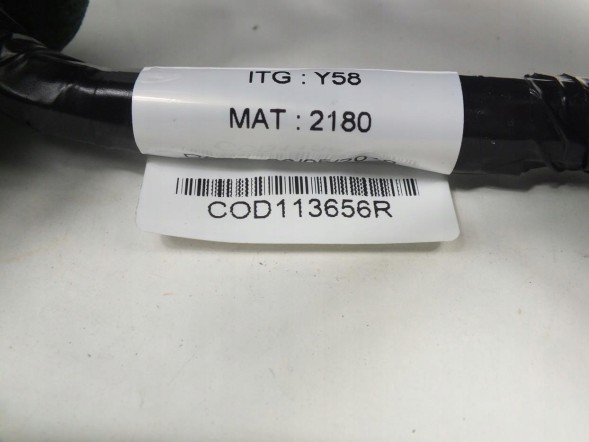 ITG : Y58
MAT : 2180
COD113656R